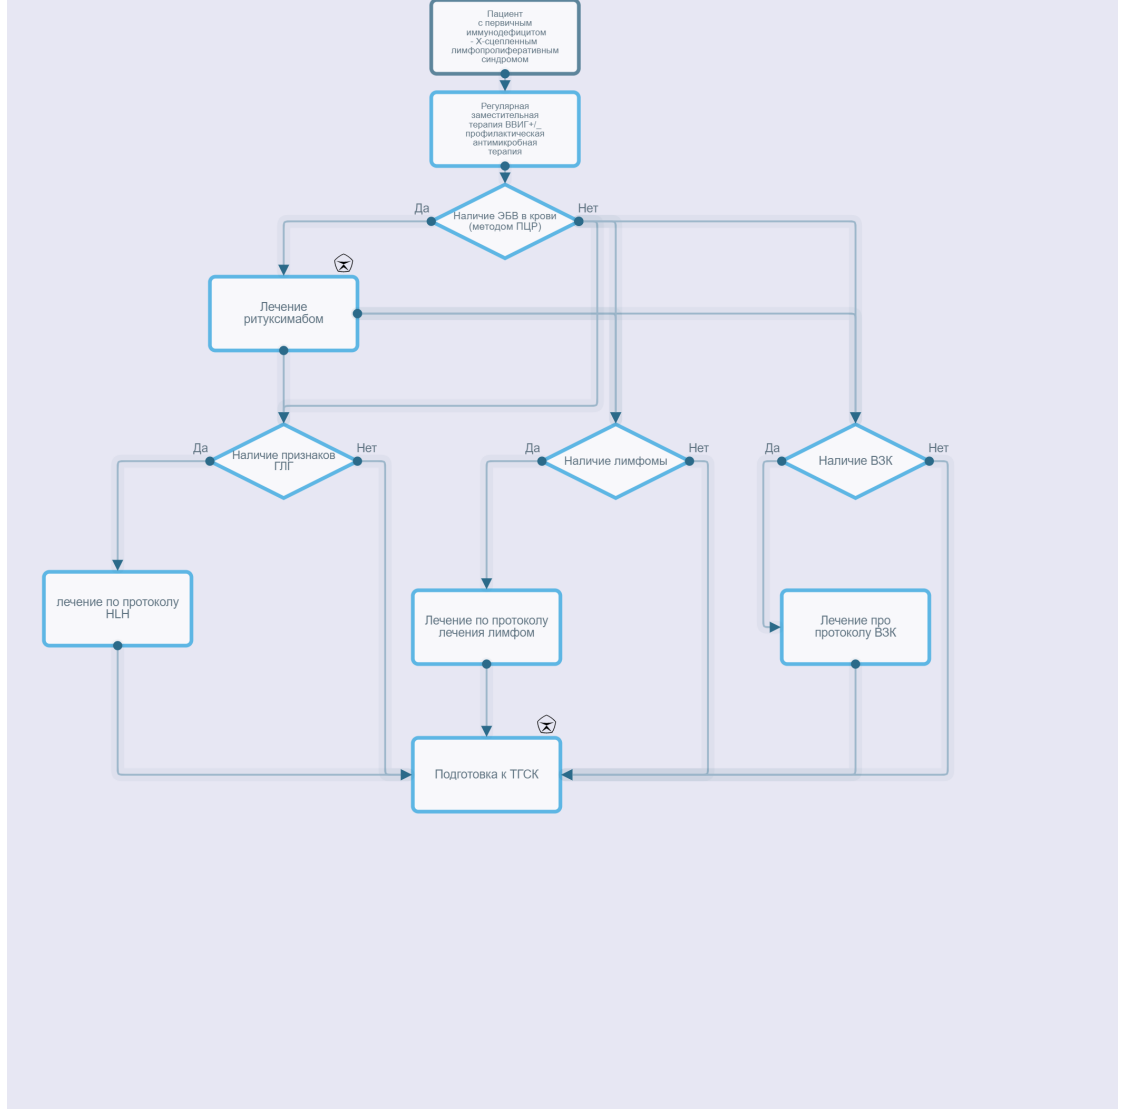 Пациент
с первичным
иммунодефицитом
- Х-сцепленным
лимфопролиферативным
синдромом
Регулярная
заместительная
терапия ВВИГ+/_
профилактическая
антимикробная
терапия
Да
Нет
Наличие ЭБВ в крови
(методом ПЦР)
Лечение
ритуксимабом
Да
Нет
Наличие признаков
ГЛГ
Да
Нет
Наличие лимфомы
Да
Нет
Наличие ВЗК
лечение по протоколу
HLH
Лечение по протоколу
лечения лимфом
Лечение про
протоколу ВЗК
Подготовка к ТГСК